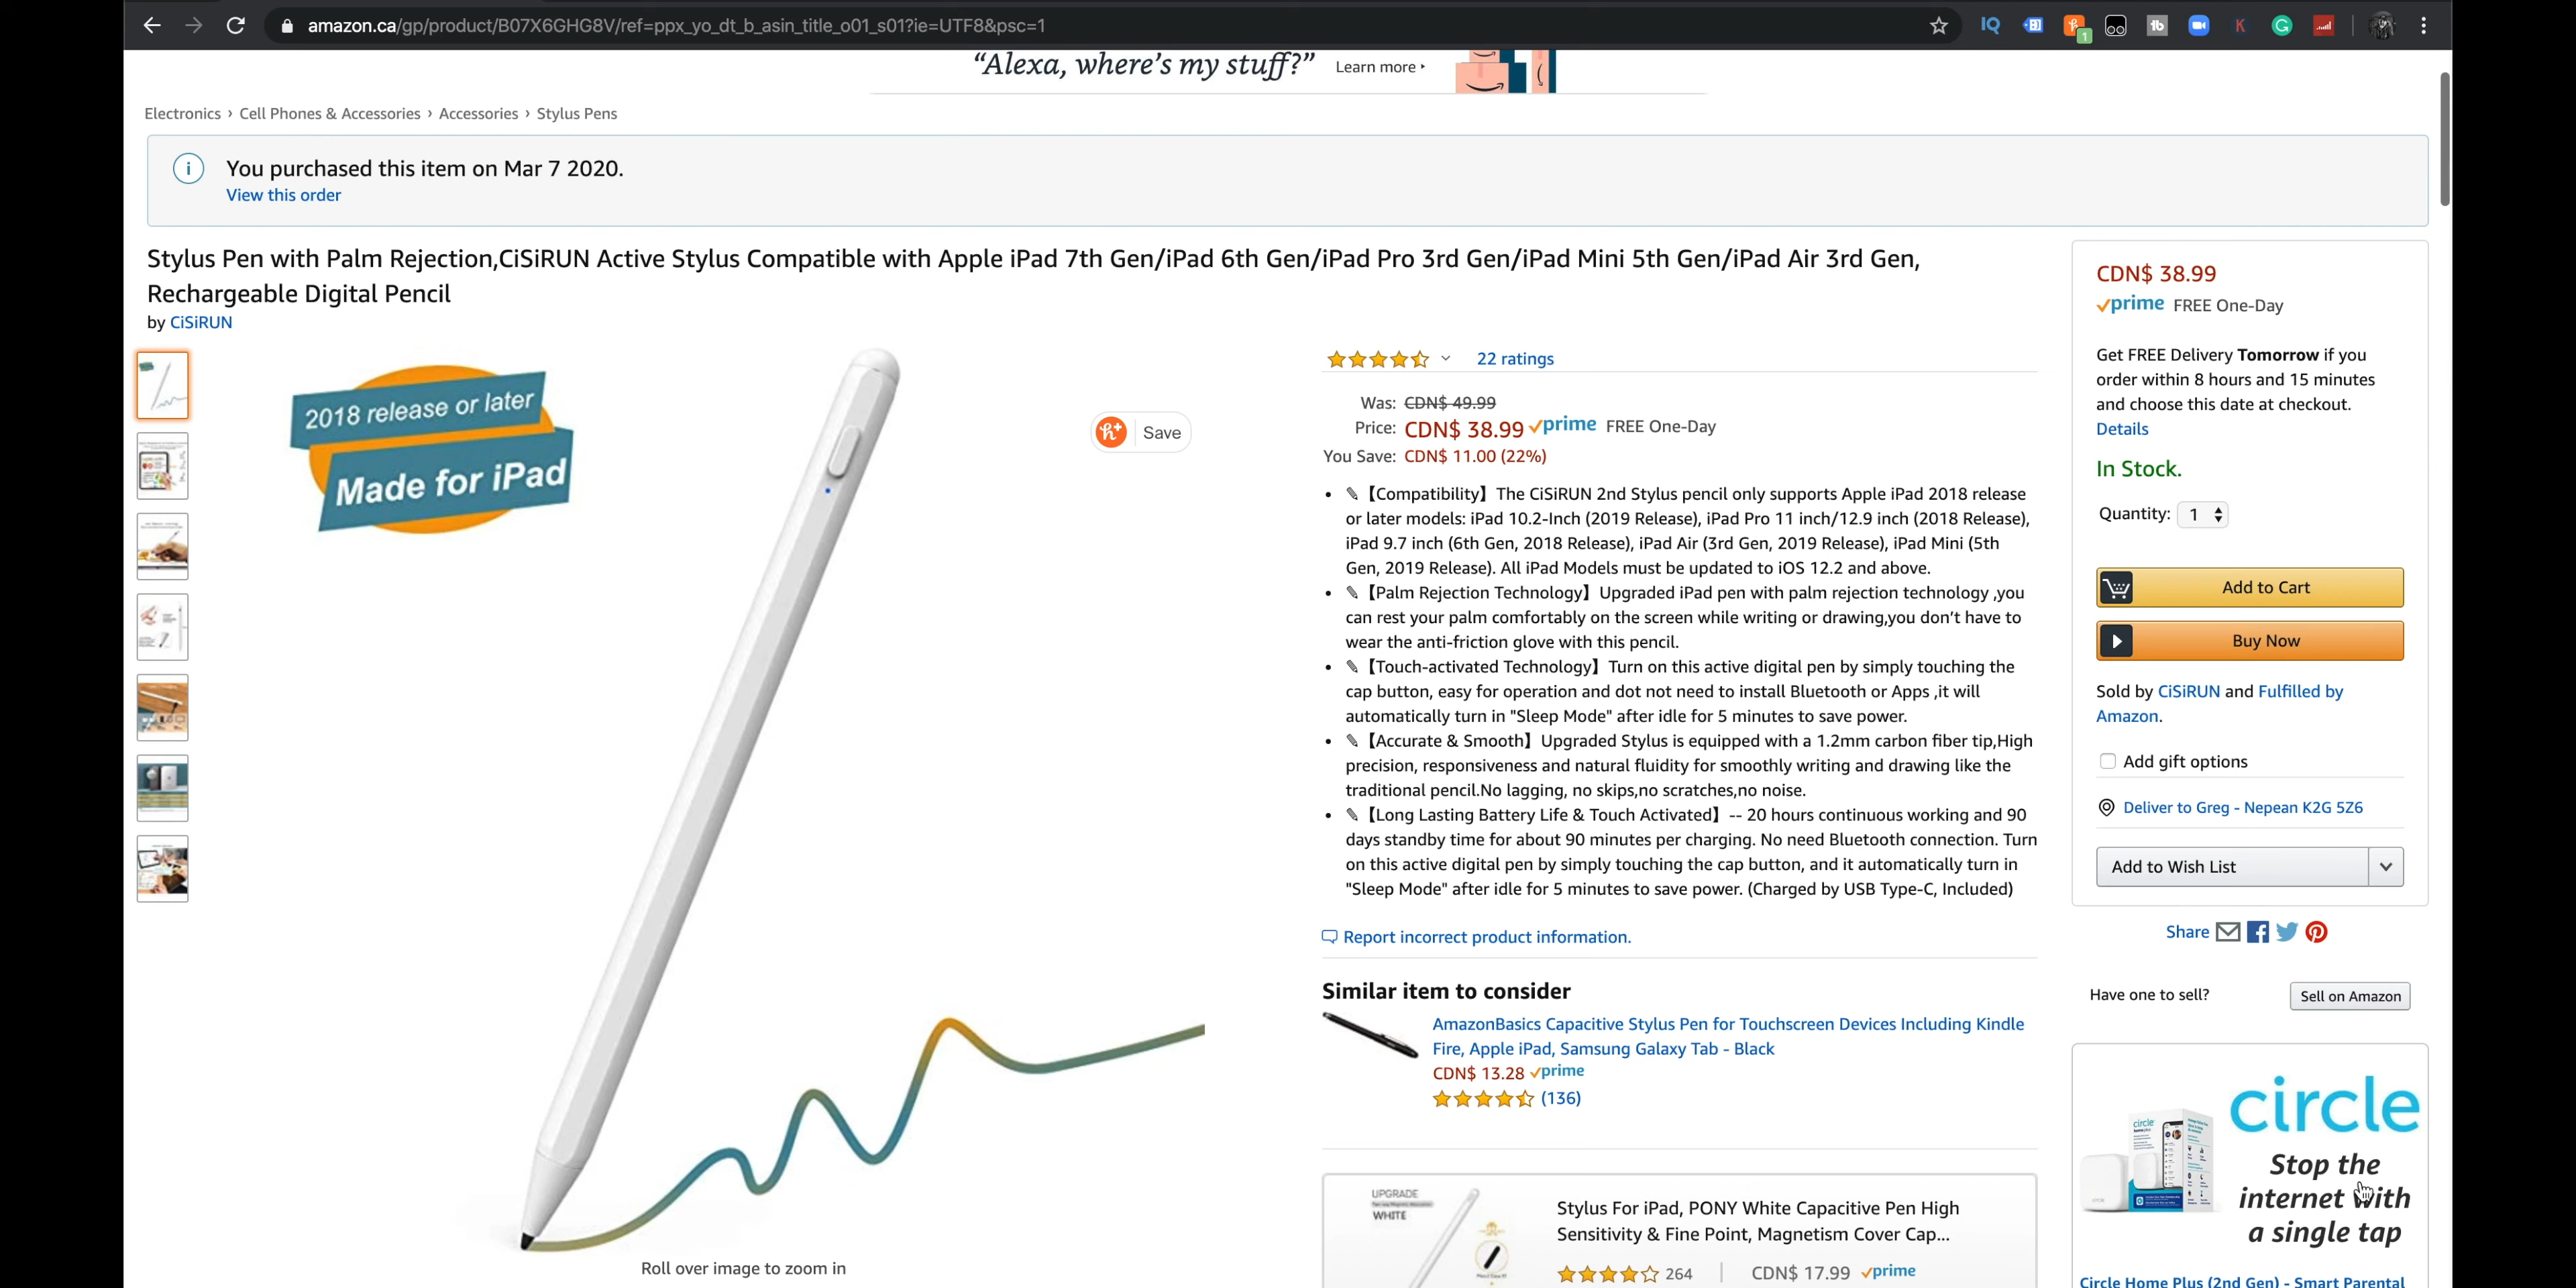 amazon.ca/gp/product/B07X6GHG8V/ref=ppx_yo_dt_b_asin_title_o01_s01?ie=UTF8&psc=1
“Alexa, where’s my stuff?” Learn more
Electronics › Cell Phones & Accessories › Accessories › Stylus Pens
You purchased this item on Mar 7 2020.
View this order
Stylus Pen with Palm Rejection,CiSiRUN Active Stylus Compatible with Apple iPad 7th Gen/iPad 6th Gen/iPad Pro 3rd Gen/iPad Mini 5th Gen/iPad Air 3rd Gen,
Rechargeable Digital Pencil
by CiSiRUN
2018 release or later
Made for iPad
Save
Roll over image to zoom in
22 ratings
Was: CDN$ 49.99
Price: CDN$ 38.99 prime FREE One-Day
You Save: CDN$ 11.00 (22%)
• ✎【Compatibility】The CiSiRUN 2nd Stylus pencil only supports Apple iPad 2018 release
or later models: iPad 10.2-Inch (2019 Release), iPad Pro 11 inch/12.9 inch (2018 Release),
iPad 9.7 inch (6th Gen, 2018 Release), iPad Air (3rd Gen, 2019 Release), iPad Mini (5th
Gen, 2019 Release). All iPad Models must be updated to iOS 12.2 and above.
• ✎【Palm Rejection Technology】Upgraded iPad pen with palm rejection technology ,you
can rest your palm comfortably on the screen while writing or drawing,you don’t have to
wear the anti-friction glove with this pencil.
• ✎【Touch-activated Technology】Turn on this active digital pen by simply touching the
cap button, easy for operation and dot not need to install Bluetooth or Apps ,it will
automatically turn in "Sleep Mode" after idle for 5 minutes to save power.
• ✎【Accurate & Smooth】Upgraded Stylus is equipped with a 1.2mm carbon fiber tip,High
precision, responsiveness and natural fluidity for smoothly writing and drawing like the
traditional pencil.No lagging, no skips,no scratches,no noise.
• ✎【Long Lasting Battery Life & Touch Activated】-- 20 hours continuous working and 90
days standby time for about 90 minutes per charging. No need Bluetooth connection. Turn
on this active digital pen by simply touching the cap button, and it automatically turn in
"Sleep Mode" after idle for 5 minutes to save power. (Charged by USB Type-C, Included)
Report incorrect product information.
Similar item to consider
AmazonBasics Capacitive Stylus Pen for Touchscreen Devices Including Kindle
Fire, Apple iPad, Samsung Galaxy Tab - Black
CDN$ 13.28 prime
(136)
UPGRADE
WHITE
Stylus For iPad, PONY White Capacitive Pen High
Sensitivity & Fine Point, Magnetism Cover Cap...
264 | CDN$ 17.99 prime
CDN$ 38.99
prime FREE One-Day
Get FREE Delivery Tomorrow if you
order within 8 hours and 15 minutes
and choose this date at checkout.
Details
In Stock.
Quantity: 1
Add to Cart
Buy Now
Sold by CiSiRUN and Fulfilled by
Amazon.
Add gift options
Deliver to Greg - Nepean K2G 5Z6
Add to Wish List
Share
Have one to sell? Sell on Amazon
circle
Stop the
internet with
a single tap
Circle Home Plus (2nd Gen) - Smart Parental